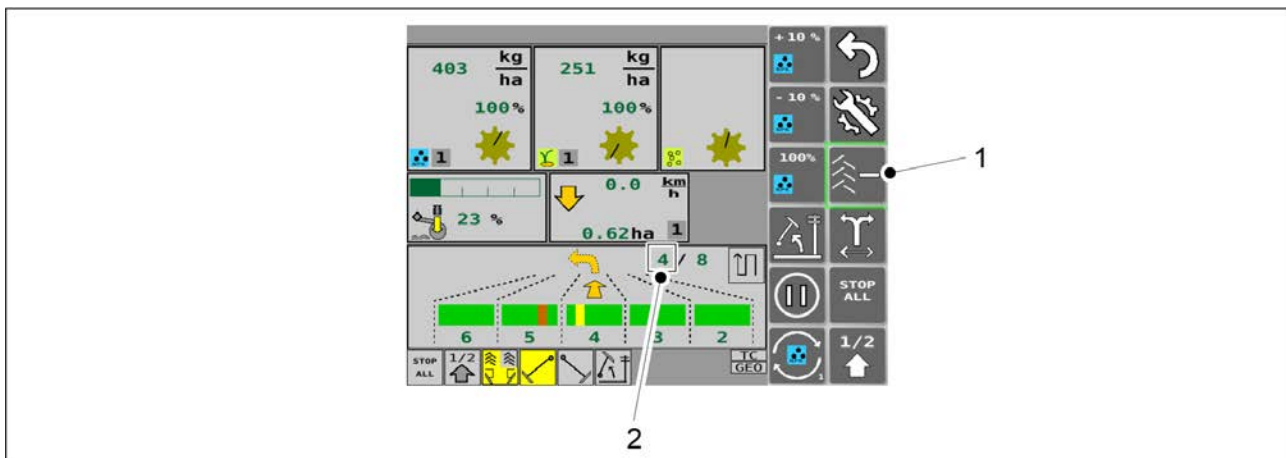 403 kg/ha
100%
1
251 kg/ha
100%
1
23 %
0.0 km/h
0.62ha 1
4 / 8
6 5 4 3 2
STOP ALL
1/2
TC
GEO
+10 %
- 10 %
100%
STOP ALL
1/2
1
1
2